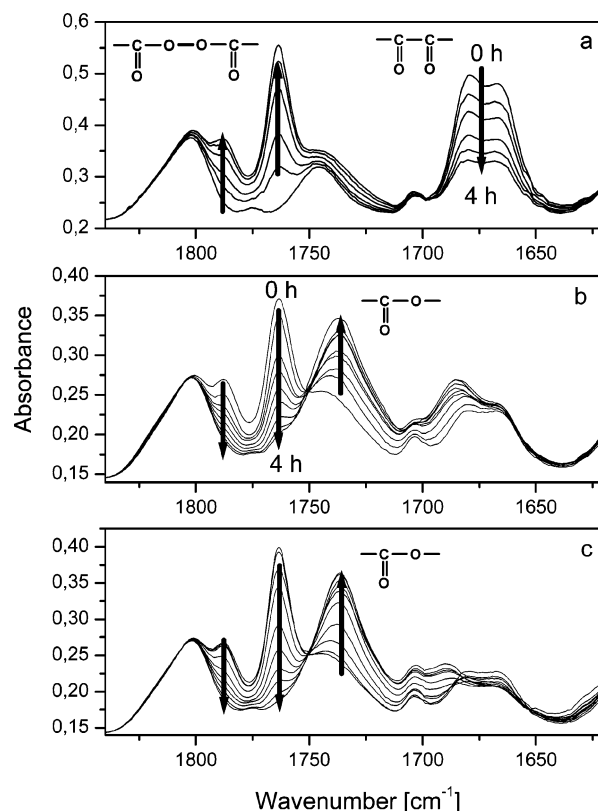 0,6
0,5
0,4
0,3
0,2
— C — O — O — C —
O O
— C — C —
O O
0 h
4 h
a
1800 1750 1700 1650
0,40
0,35
0,30
0,25
0,20
0,15
0 h
4 h
— C — O —
O
b
1800 1750 1700 1650
0,40
0,35
0,30
0,25
0,20
0,15
— C — O —
O
c
1800 1750 1700 1650
Absorbance
Wavenumber [cm⁻¹]